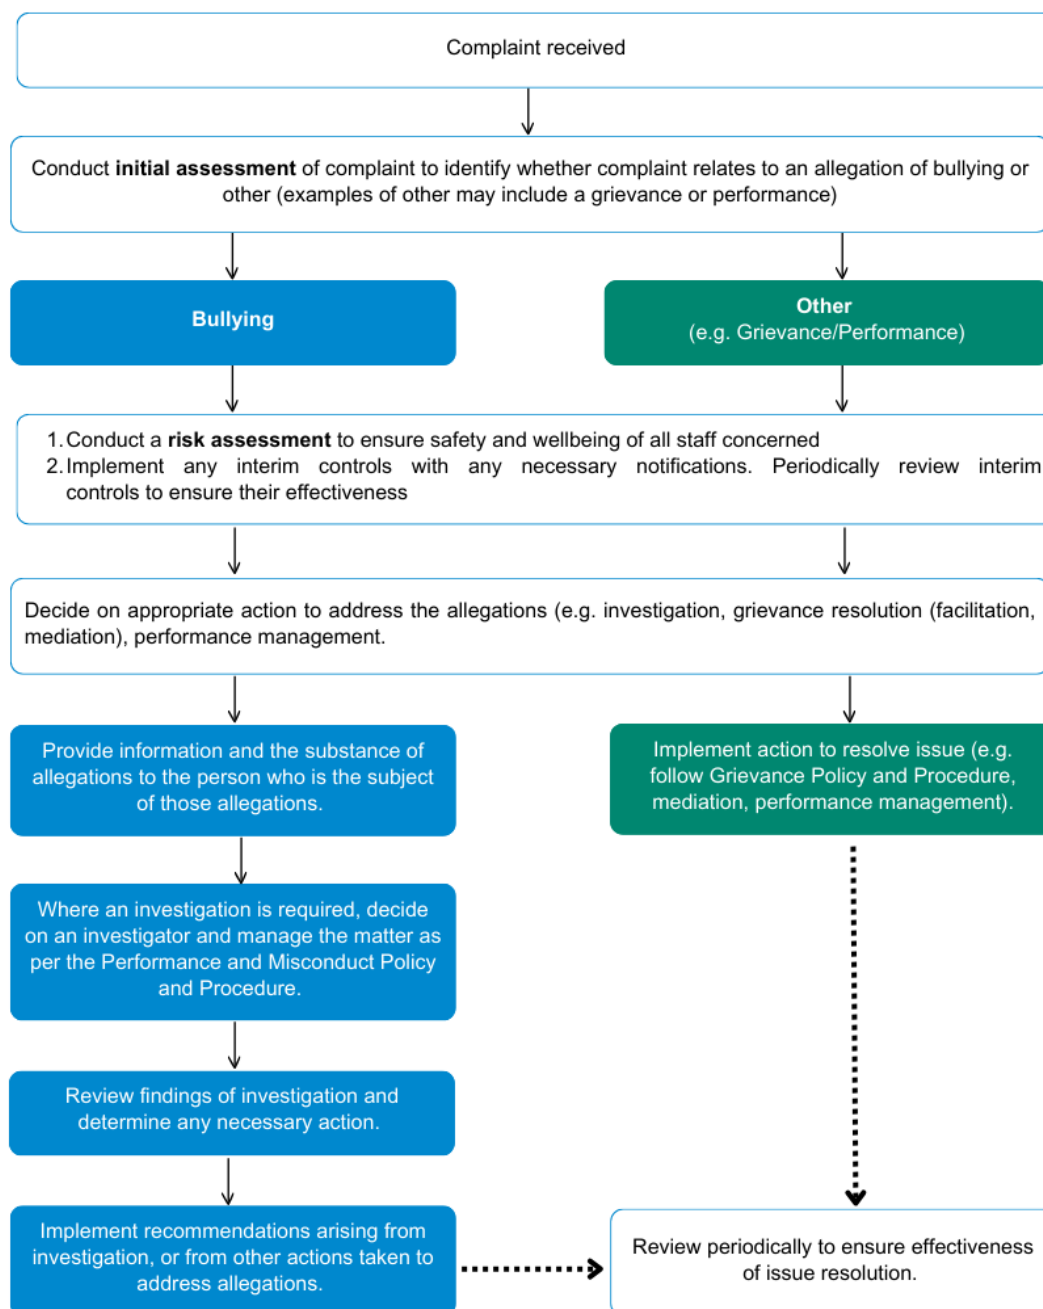 Complaint received
Conduct initial assessment of complaint to identify whether complaint relates to an allegation of bullying or
other (examples of other may include a grievance or performance)
Bullying
Other
(e.g. Grievance/Performance)
1. Conduct a risk assessment to ensure safety and wellbeing of all staff concerned
2. Implement any interim controls with any necessary notifications. Periodically review interim
controls to ensure their effectiveness
Decide on appropriate action to address the allegations (e.g. investigation, grievance resolution (facilitation,
mediation), performance management.
Provide information and the substance of
allegations to the person who is the subject
of those allegations.
Implement action to resolve issue (e.g.
follow Grievance Policy and Procedure,
mediation, performance management).
Where an investigation is required, decide
on an investigator and manage the matter as
per the Performance and Misconduct Policy
and Procedure.
Review findings of investigation and
determine any necessary action.
Implement recommendations arising from
investigation, or from other actions taken to
address allegations.
Review periodically to ensure effectiveness
of issue resolution.